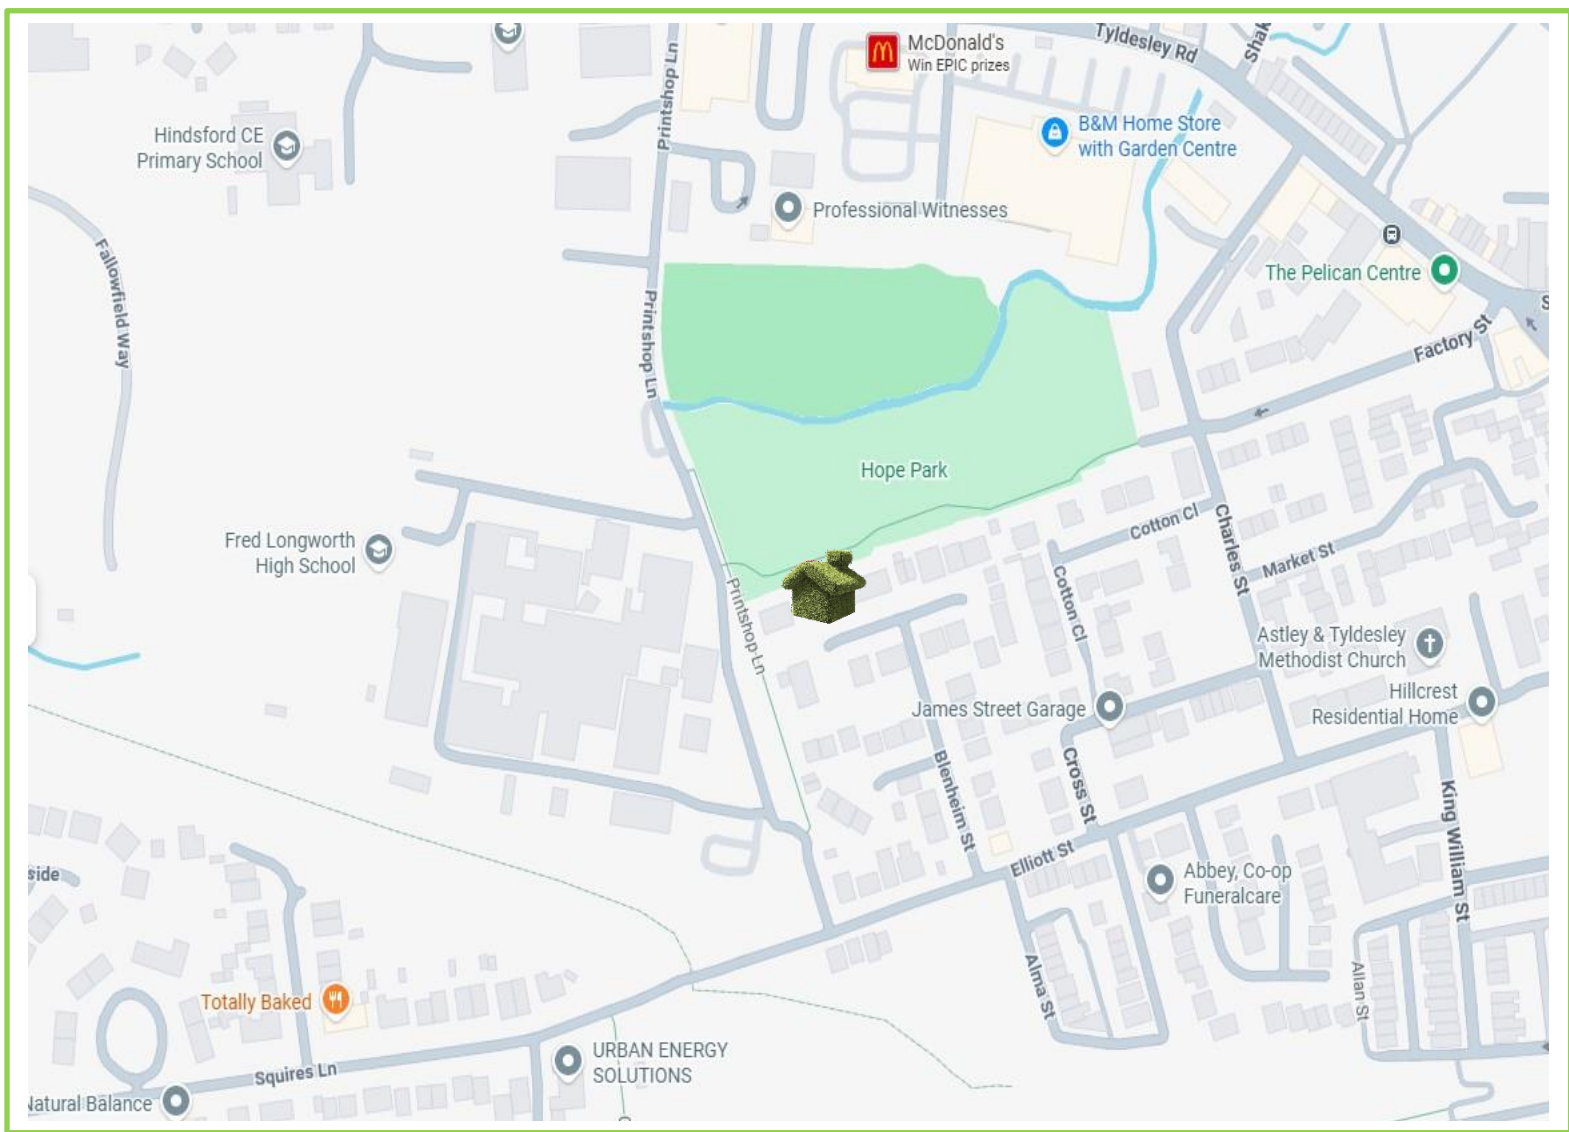 McDonald's
Win EPIC prizes
Tyldesley Rd
Printshop Ln
Hindsford CE
Primary School
B&M Home Store
with Garden Centre
Professional Witnesses
Fallowfield Way
The Pelican Centre
Printshop Ln
Factory St
Hope Park
Fred Longworth
High School
Cotton Cl
Charles St
Market St
Printshop Ln
Cotton Cl
Astley & Tyldesley
Methodist Church
James Street Garage
Hillcrest
Residential Home
Blenheim St
Cross St
King William St
Elliott St
Abbey, Co-op
Funeralcare
Alma St
Allan St
Totally Baked
URBAN ENERGY
SOLUTIONS
Squires Ln
Natural Balance